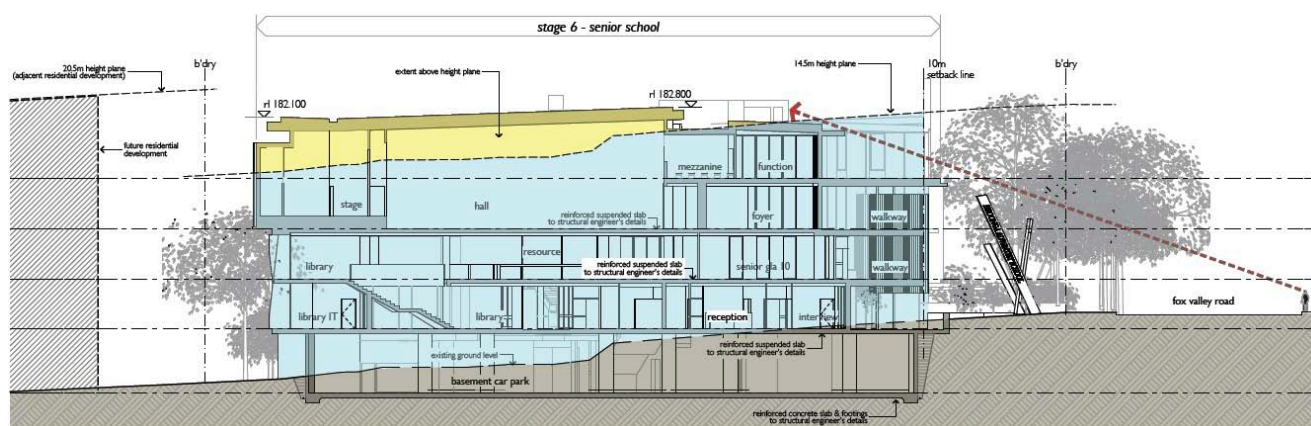 stage 6 - senior school
20.5m height plane
(adjacent residential development)
b'dry
extent above height plane
14.5m height plane
10m
setback line
b'dry
rl 182.100
rl 182.800
future residential
development
mezzanine
function
stage
hall
reinforced suspended slab
to structural engineer's details
foyer
walkway
library
resource
reinforced suspended slab
to structural engineer's details
senior gla 10
walkway
library IT
library
reception
interview
fox valley road
existing ground level
reinforced suspended slab
to structural engineer's details
basement car park
reinforced concrete slab & footings
to structural engineer's details